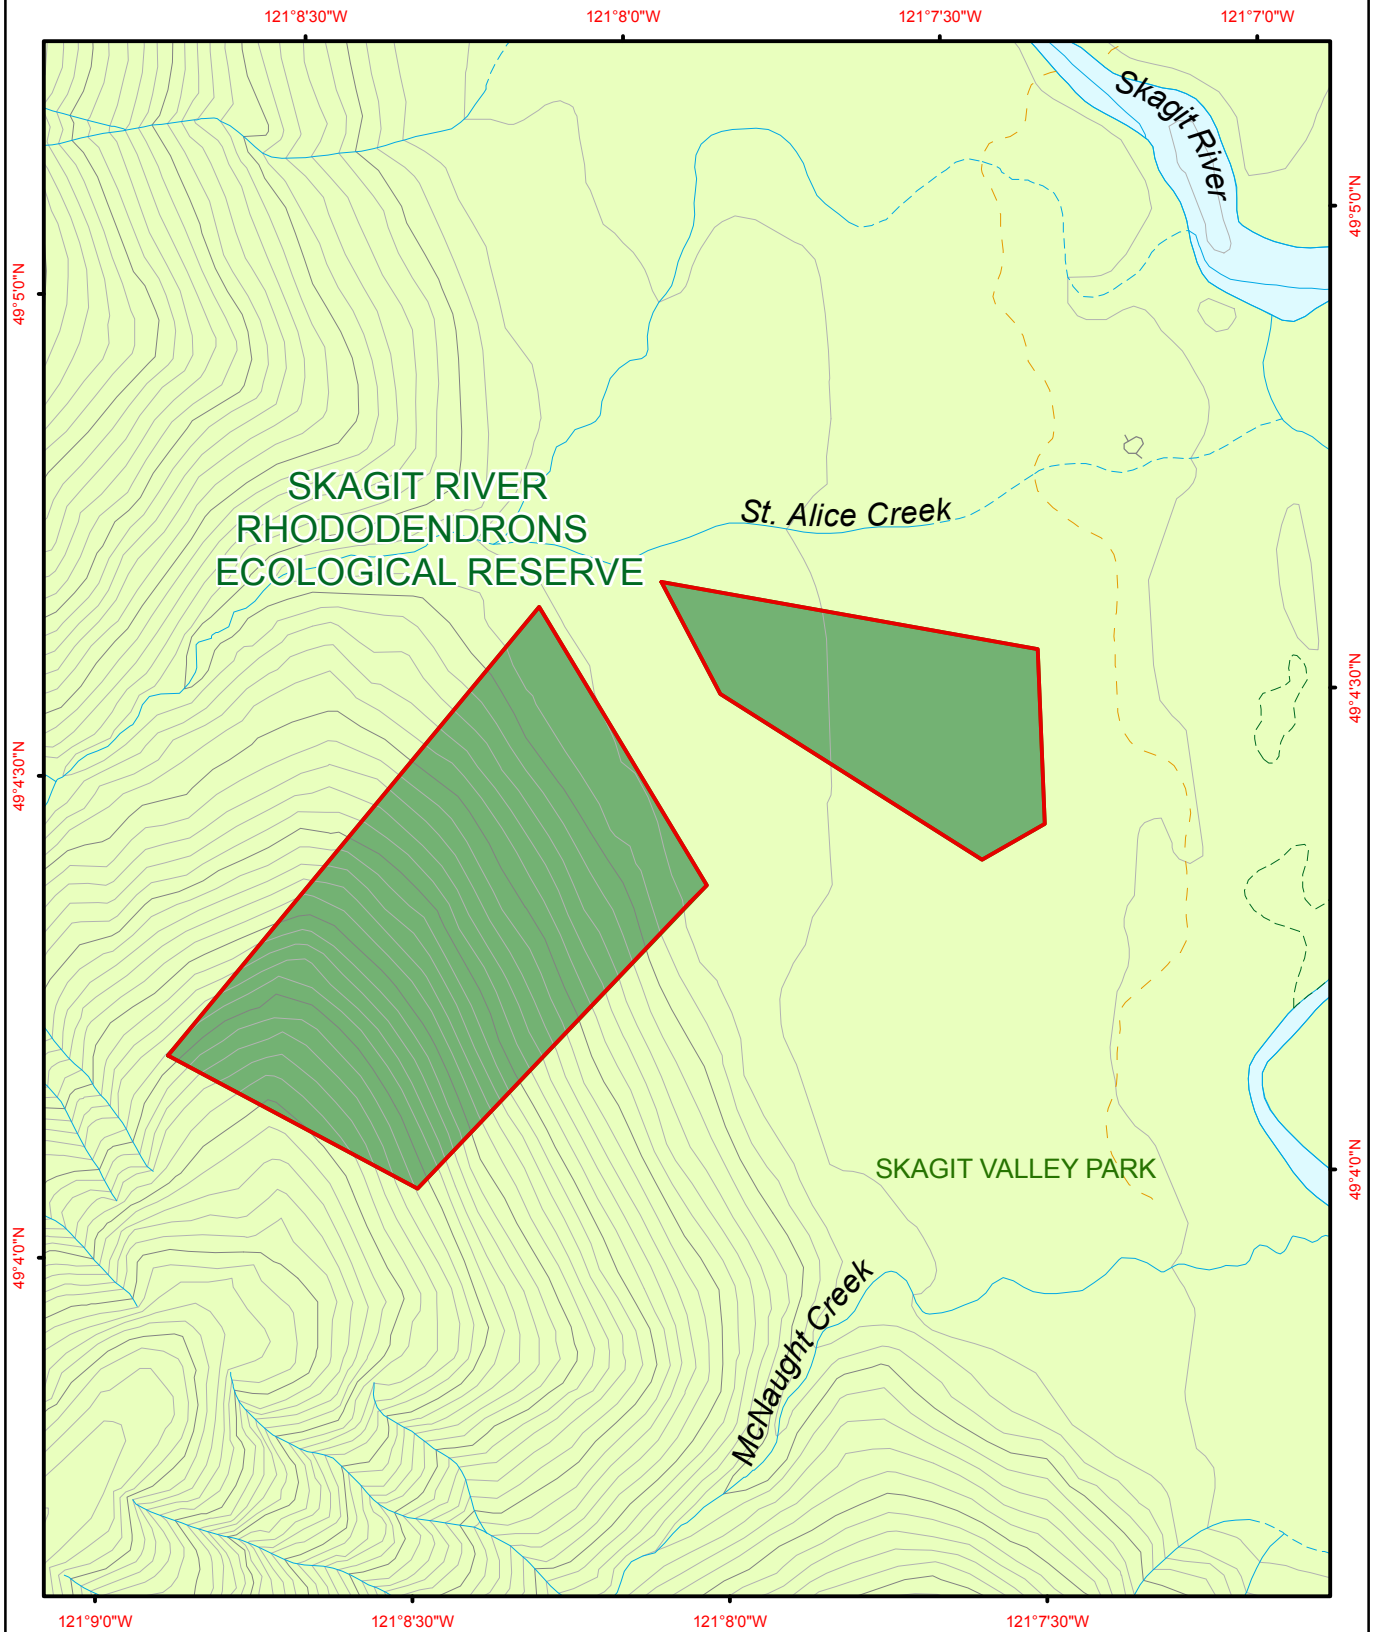 121°8'30"W
121°8'0"W
121°7'30"W
121°7'0"W
Skagit River
49°5'0"N
49°5'0"N
SKAGIT RIVER
RHODODENDRONS
ECOLOGICAL RESERVE
St. Alice Creek
49°4'30"N
49°4'30"N
SKAGIT VALLEY PARK
49°4'0"N
49°4'0"N
McNaught Creek
121°9'0"W
121°8'30"W
121°8'0"W
121°7'30"W